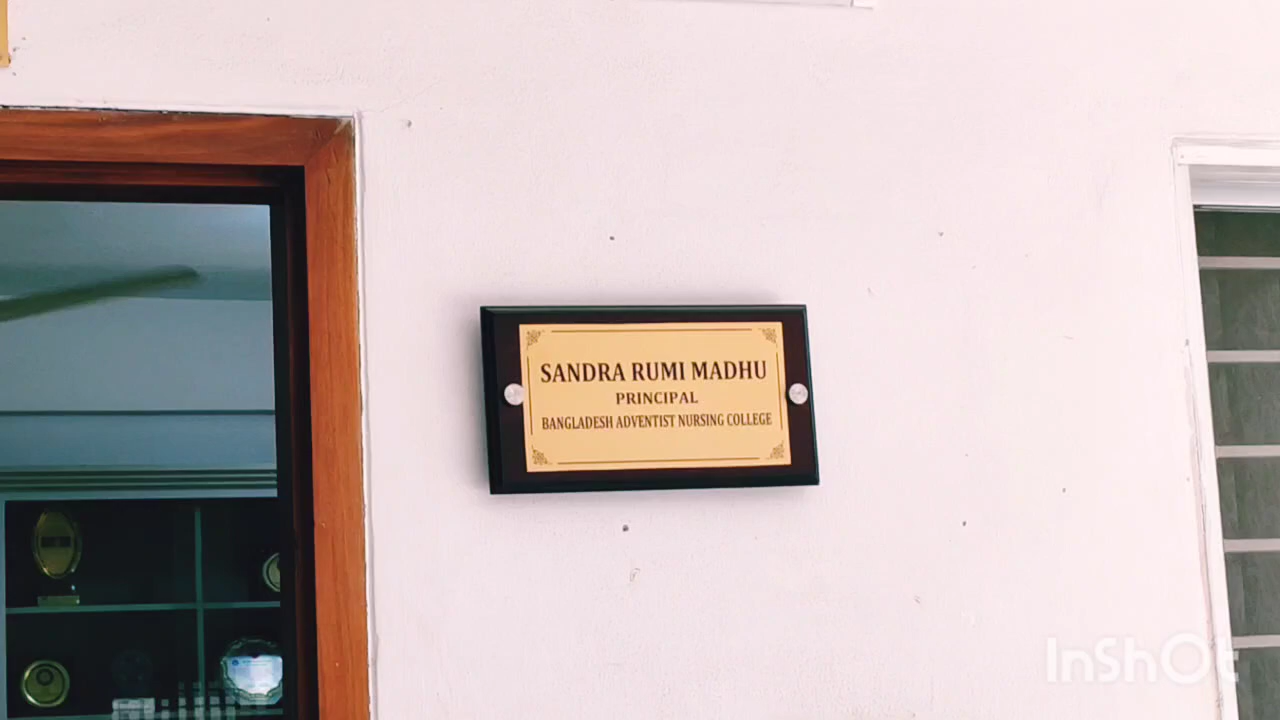 SANDRA RUMI MADHU
PRINCIPAL
BANGLADESH ADVENTIST NURSING COLLEGE
InShOt